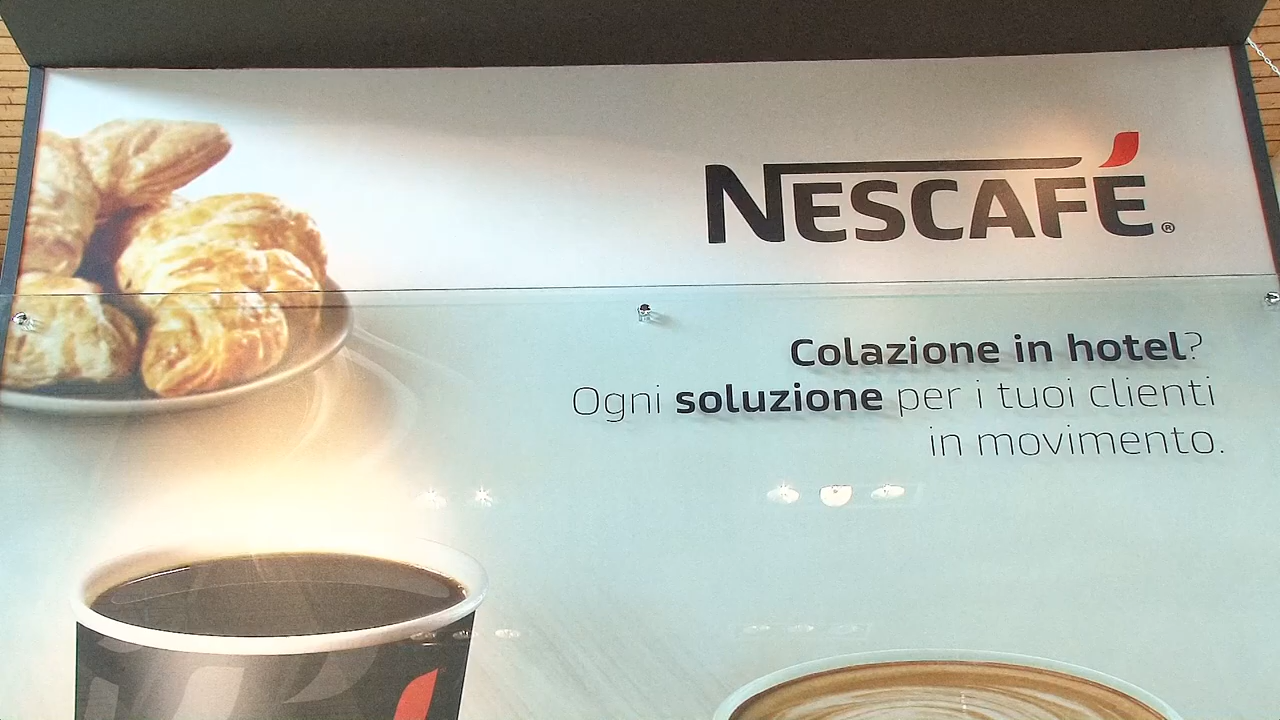 NESCAFÉ®
Colazione in hotel?
Ogni soluzione per i tuoi clienti
in movimento.